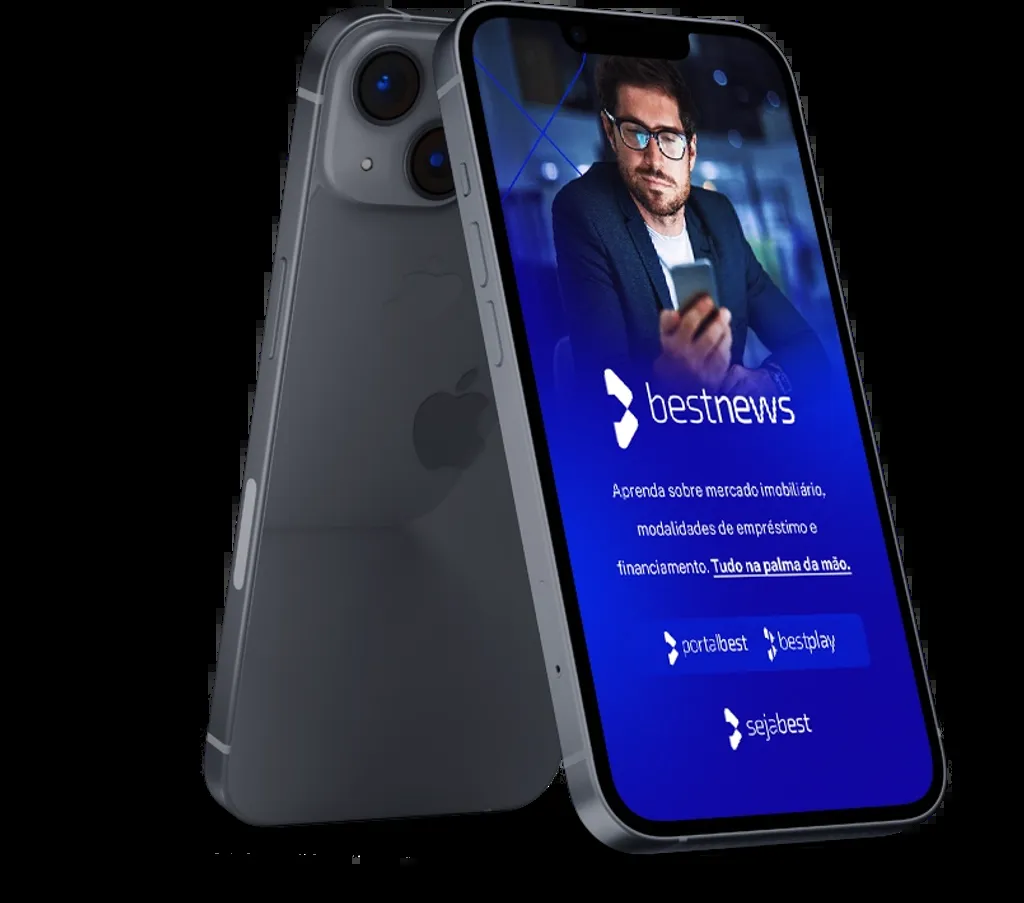 bestnews
Aprenda sobre mercado imobiliário,
modalidades de empréstimo e
financiamento. Tudo na palma da mão.
portalbest bestplay
sejabest